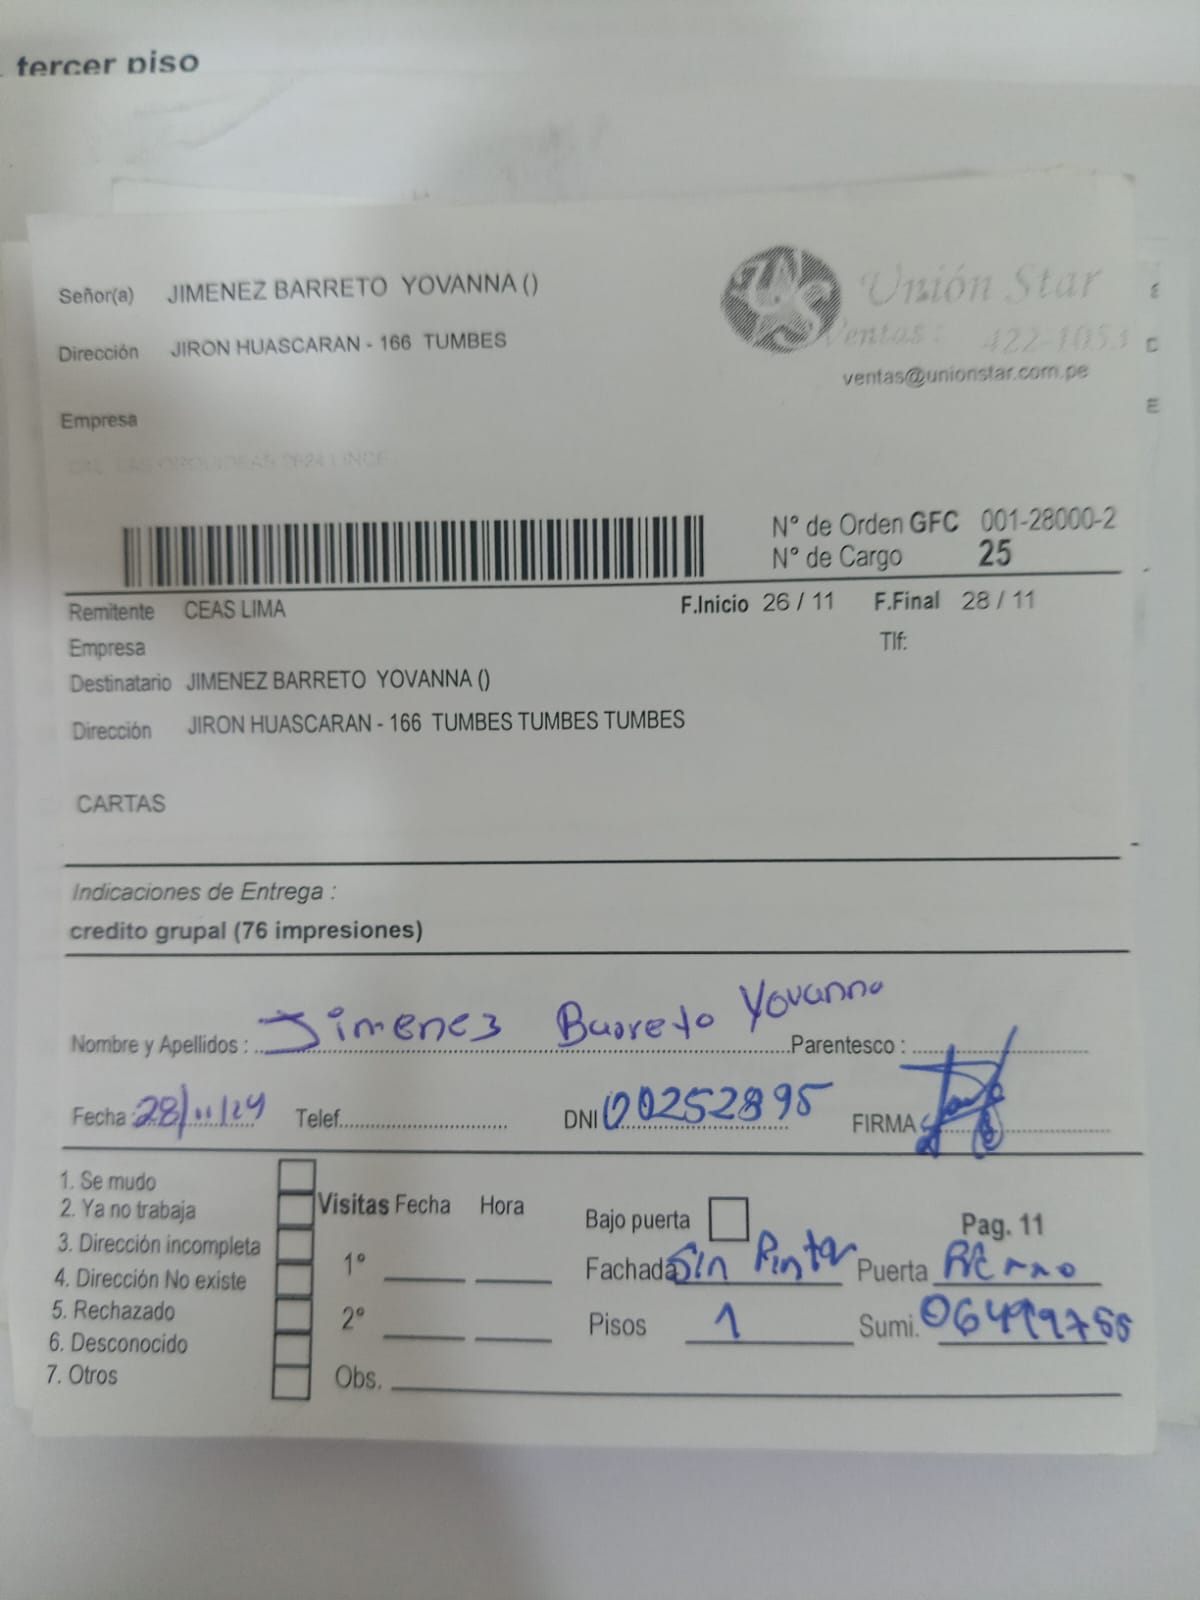 tercer piso
Señor(a) JIMENEZ BARRETO YOVANNA ()
Unión Star
Dirección JIRON HUASCARAN - 166 TUMBES
Ventas: 422-1053
ventas@unionstar.com.pe
Empresa
CAL LAS ORQUIDEAS 2624 LINCE
N° de Orden GFC 001-28000-2
N° de Cargo 25
Remitente CEAS LIMA F.Inicio 26 / 11 F.Final 28 / 11
Empresa Tlf:
Destinatario JIMENEZ BARRETO YOVANNA ()
Dirección JIRON HUASCARAN - 166 TUMBES TUMBES TUMBES
CARTAS
Indicaciones de Entrega :
credito grupal (76 impresiones)
Nombre y Apellidos : Jimenez Barreto Yovanna Parentesco :
Fecha : 28/11/24 Telef. DNI 00252895 FIRMA
1. Se mudo
2. Ya no trabaja
3. Dirección incompleta
4. Dirección No existe
5. Rechazado
6. Desconocido
7. Otros
Visitas Fecha Hora
1°
2°
Obs.
Bajo puerta Pag. 11
Fachada Sin Pintar Puerta
Pisos 1 Sumi.